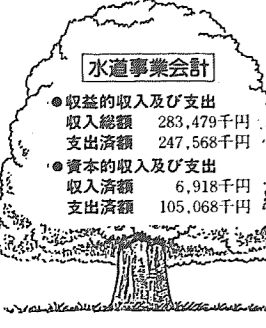 水道事業会計
●収益的収入及び支出
収入総額 283,479千円
支出済額 247,568千円
●資本的収入及び支出
収入済額 6,918千円
支出済額 105,068千円